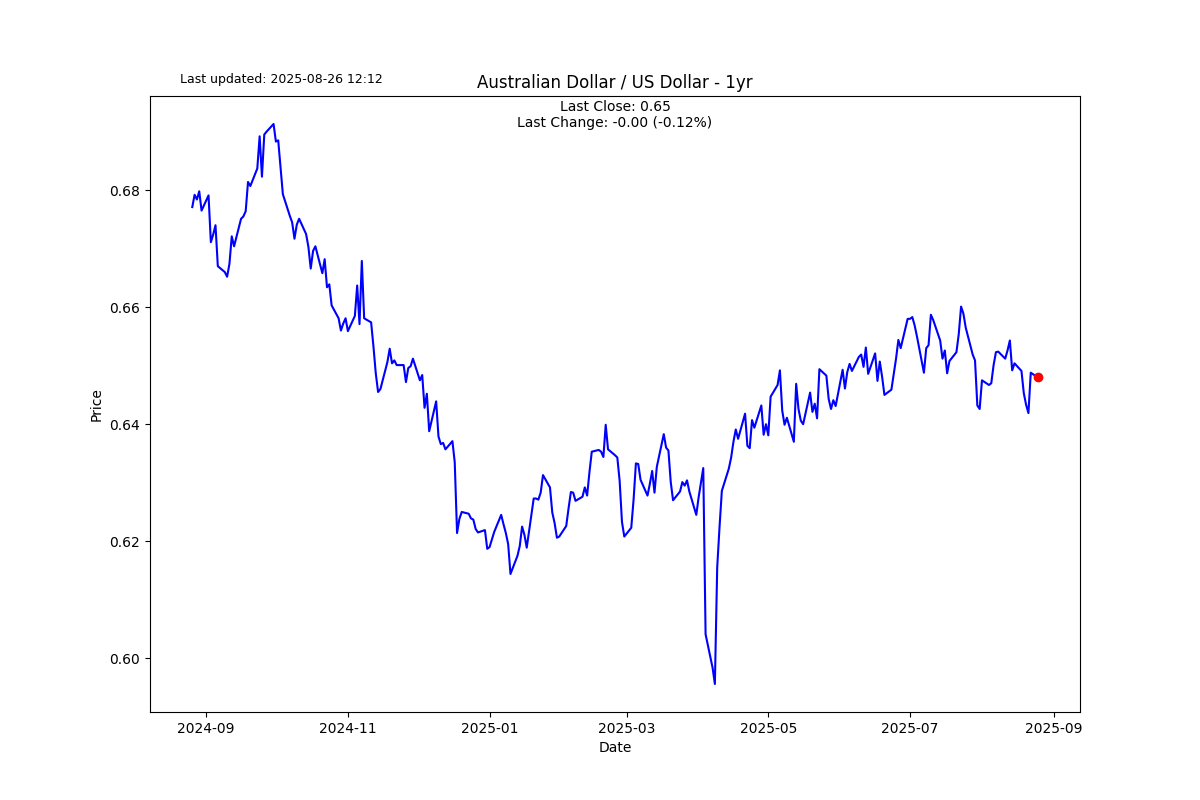 Last updated: 2025-08-26 12:12
Australian Dollar / US Dollar - 1yr
Last Close: 0.65
Last Change: -0.00 (-0.12%)
0.68
0.66
0.64
0.62
0.60
Price
2024-09 2024-11 2025-01 2025-03 2025-05 2025-07 2025-09
Date